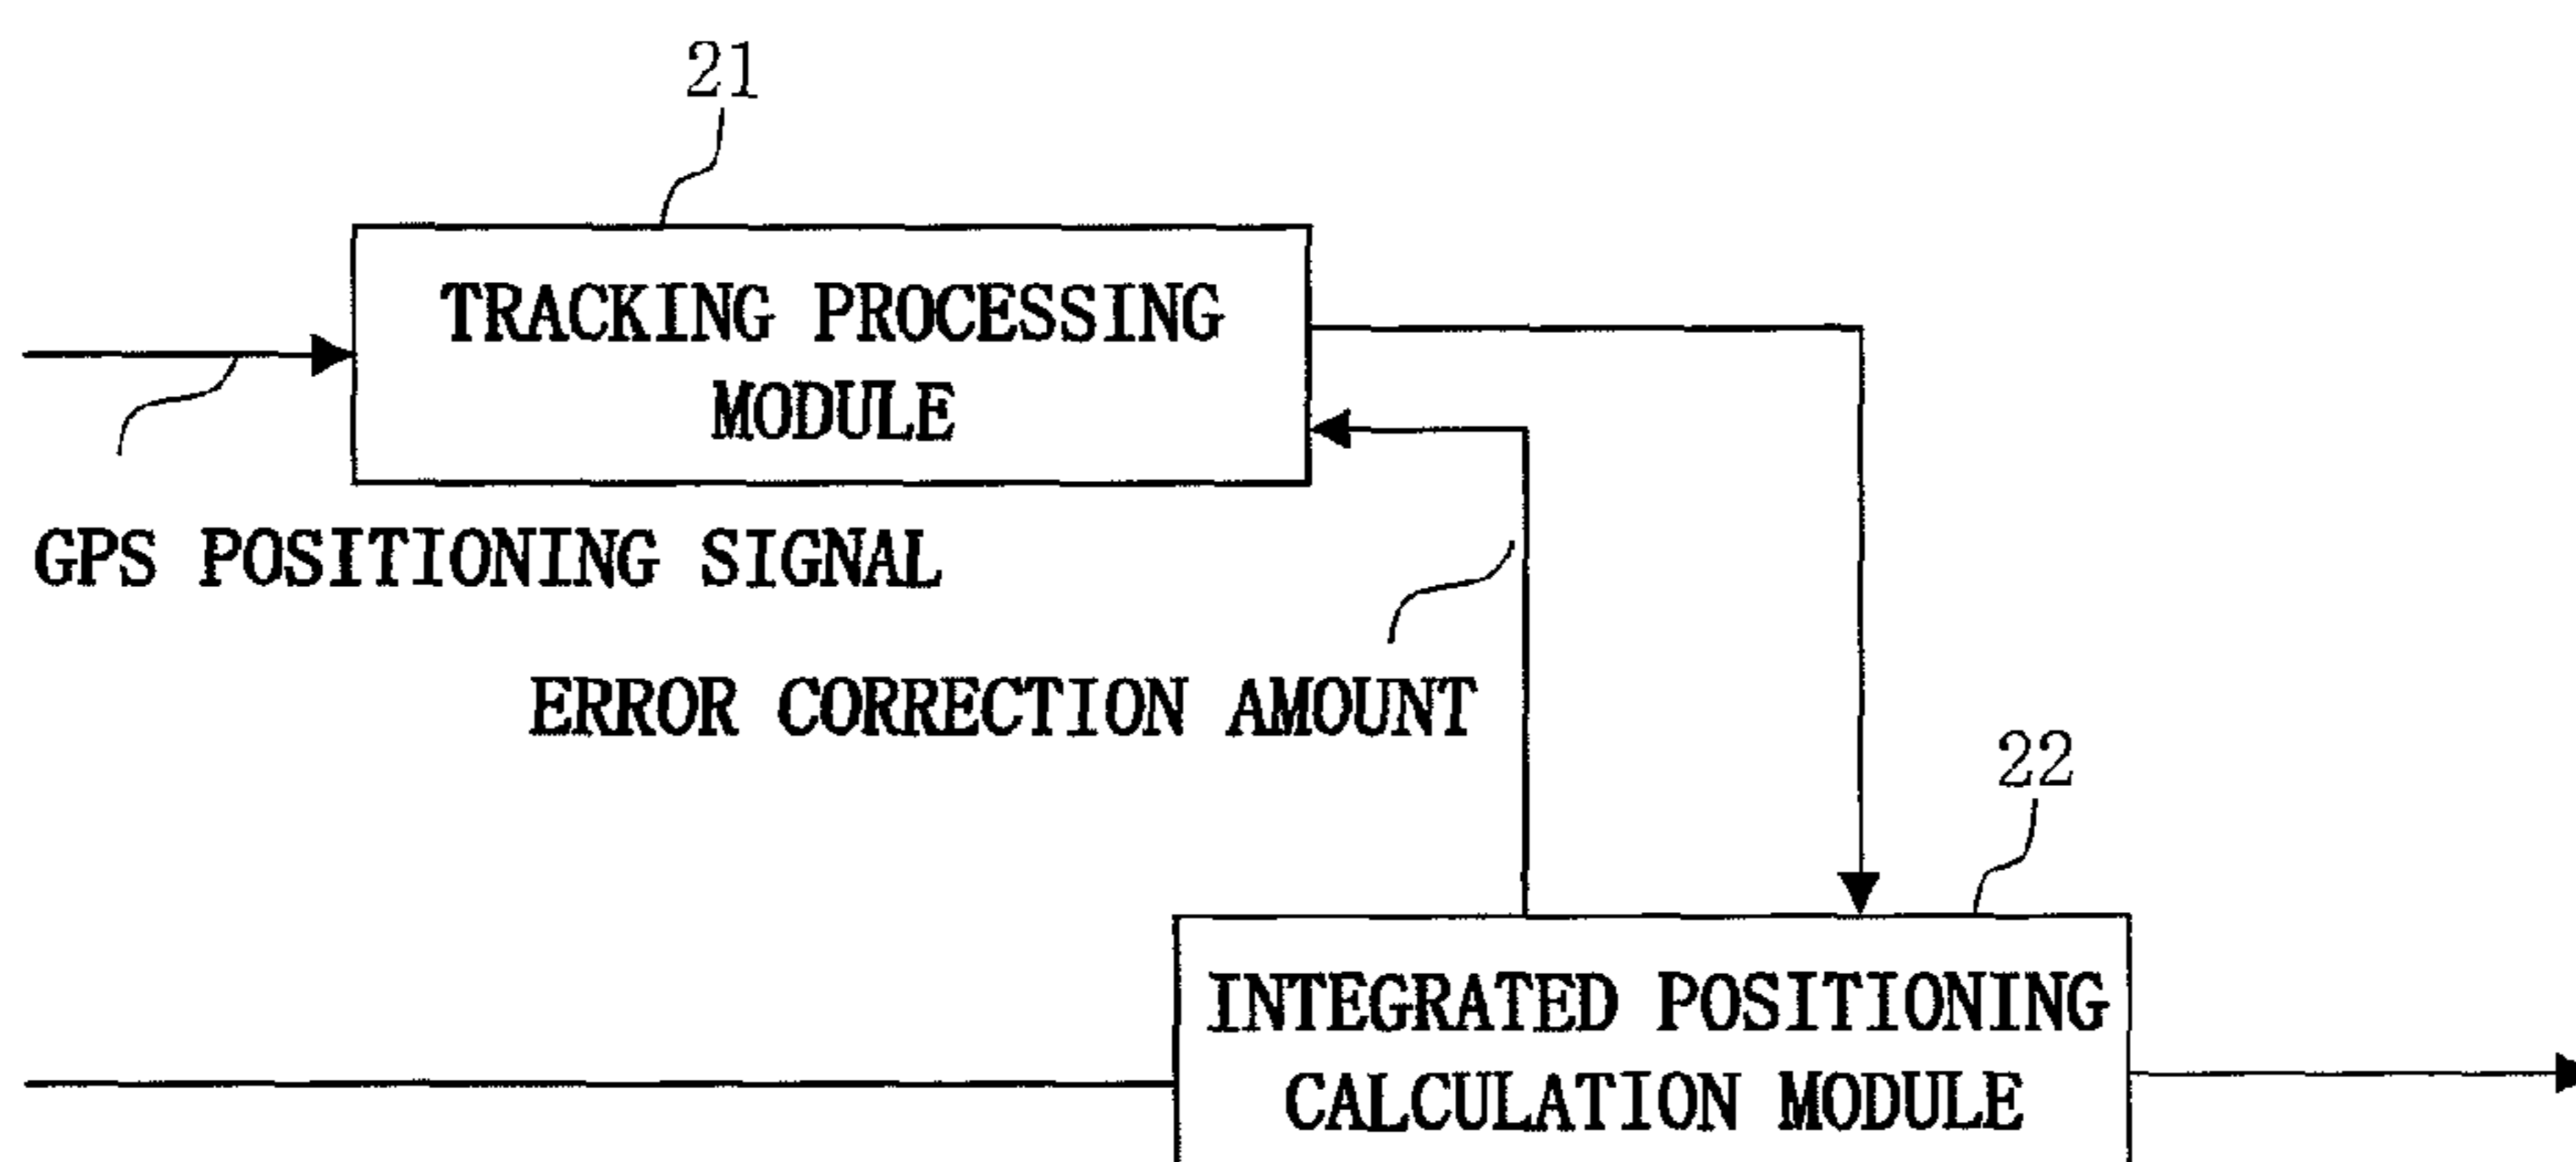 21
TRACKING PROCESSING
MODULE
GPS POSITIONING SIGNAL
ERROR CORRECTION AMOUNT
22
INTEGRATED POSITIONING
CALCULATION MODULE